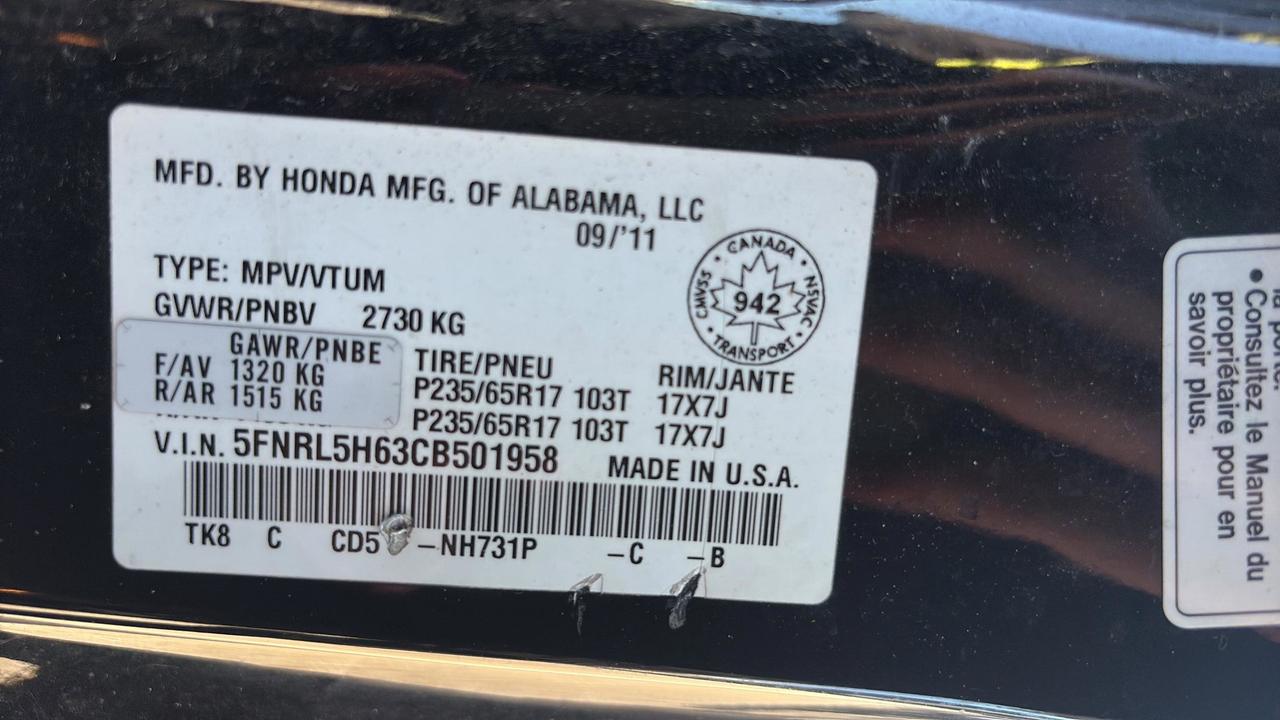 MFD. BY HONDA MFG. OF ALABAMA, LLC
09/'11
CANADA
CMVSS
NSVAC
942
TRANSPORT
TYPE: MPV/VTUM
GVWR/PNBV 2730 KG
GAWR/PNBE TIRE/PNEU RIM/JANTE
F/AV 1320 KG P235/65R17 103T 17X7J
R/AR 1515 KG P235/65R17 103T 17X7J
V.I.N. 5FNRL5H63CB501958 MADE IN U.S.A.
TK8 C CD5 –NH731P –C –B
• Consultez le Manuel du
propriétaire pour en
savoir plus.